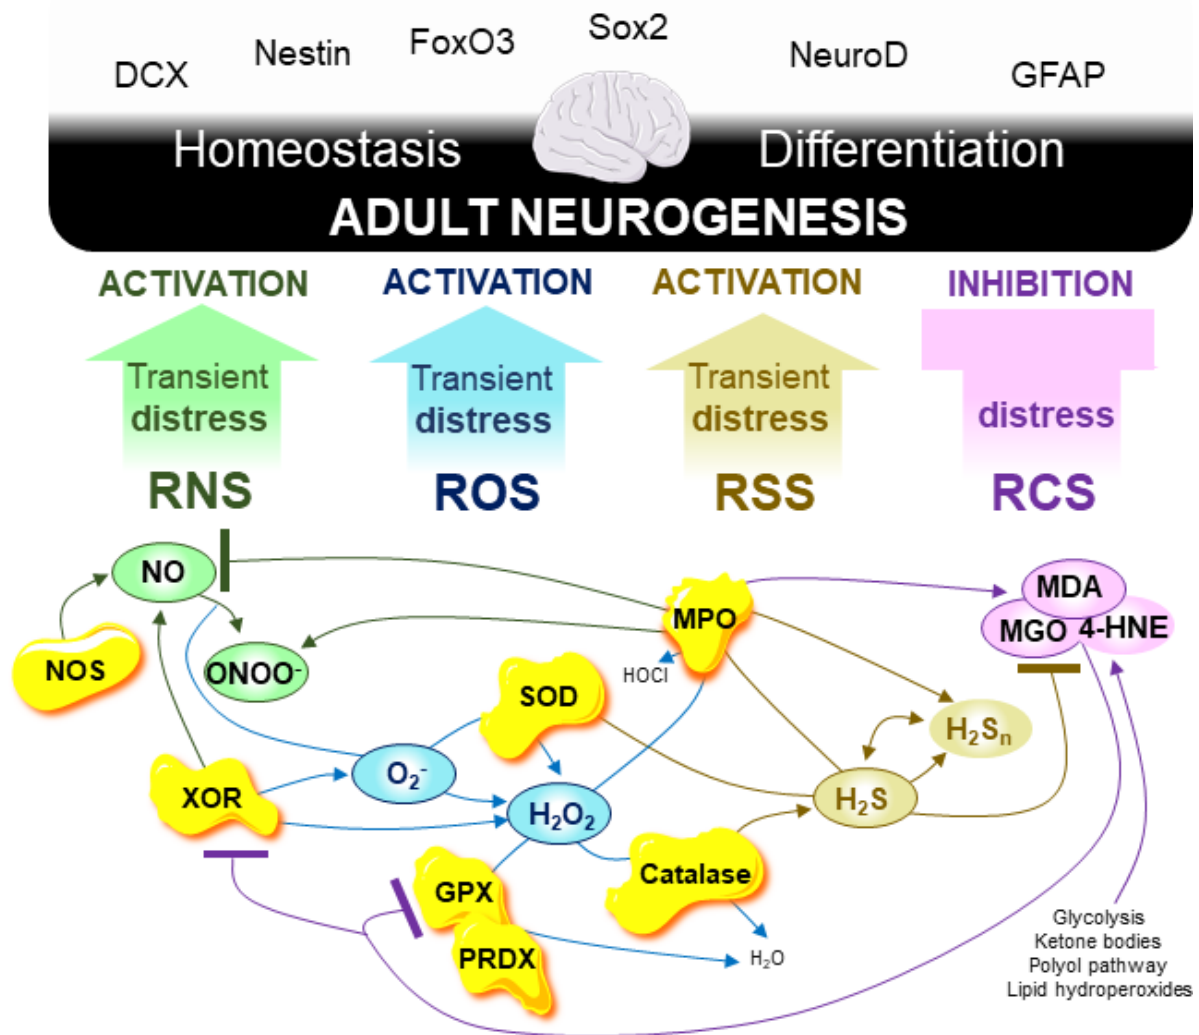 DCX
Nestin
FoxO3
Sox2
NeuroD
GFAP
Homeostasis
Differentiation
ADULT NEUROGENESIS
ACTIVATION
ACTIVATION
ACTIVATION
INHIBITION
Transient
distress
Transient
distress
Transient
distress
distress
RNS
ROS
RSS
RCS
NO
MPO
MDA
MGO
4-HNE
NOS
ONOO⁻
HOCl
SOD
H₂Sₙ
XOR
O₂⁻
H₂O₂
H₂S
GPX
Catalase
PRDX
H₂O
Glycolysis
Ketone bodies
Polyol pathway
Lipid hydroperoxides